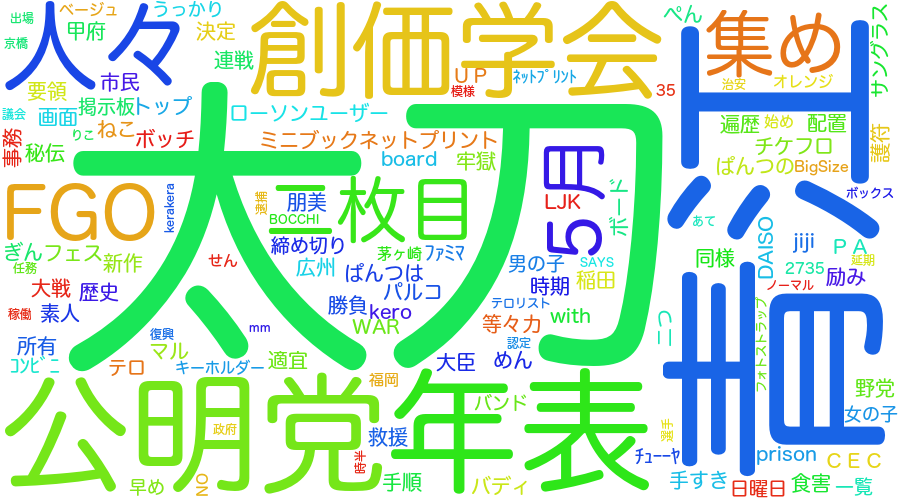 出場
京橋
ベージュ
うっかり
甲府
決定
連戦
人々
創価学会
ぺん
集め
35
治安
オレンジ
サングラス
市民
要領
議会
画面
掲示板
トップ
UP
模様
ﾈｯﾄﾌﾟﾘﾝﾄ
ローソンユーザー
ねこ
ボッチ
りこ
事務
秘伝
ミニブックネットプリント
board
牢獄
遍歴
始め
配置
チケフロ
護符
ぱんつの
BigSize
太刀
5月
エ
FGO
kerakera
逮捕
三
朋美
BOCCHI
枚目
LJK
ボード
ボックス
締め切り
茅ヶ崎
ﾌｧﾐﾏ
あて
DAISO
jiji
PA
延期
ぎん
フェス
新作
任務
せん
広州
ぱんつは
男の子
SAYS
稲田
同様
2735
ノーマル
励み
大戦
歴史
パルコ
時期
稼働
素人
mm
勝負
kero
テロリスト
with
WAR
等々力
認定
フォトストラップ
所有
復興
マル
ｺﾝﾋﾞﾆ
テロ
キーホルダー
適宜
大臣
めん
福岡
公明党
年表
バンド
政府
救援
野党
女の子
選手
時半
ﾁｭｰｰﾔ
prison
CEC
早め
NO
手順
バディ
手すき
日曜日
食害
一覧